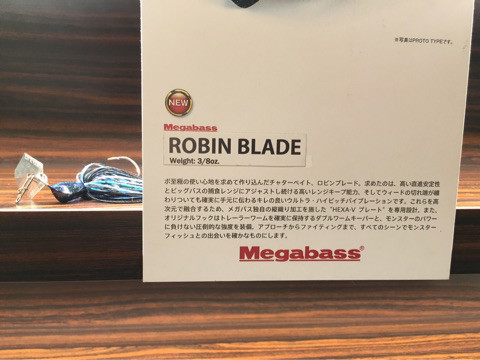 ※写真はPROTO TYPEです。
NEW
Megabass
ROBIN BLADE
Weight: 3/8oz.
ボ至極の使い心地を求めて作り込んだチャターベイト、ロビンブレード。求めたのは、高い直進安定性
とビッグバスの捕食レンジにアジャストし続ける高いレンジキープ能力、そしてウィードの切れ端が纏
わりついても確実に手元に伝わるキレの良いウルトラ・ハイピッチバイブレーションです。これらを高
次元で融合するため、メガバス独自の縦織り加工を施した"HEXA-V ブレード"を専用設計。また、
オリジナルフックはトレーラーワームを確実に保持するダブルワームキーパーと、モンスターのパワー
に負けない圧倒的な強度を装備。アプローチからファイティングまで、すべてのシーンでモンスター
フィッシュとの出会いを確かなものにします。
Megabass®